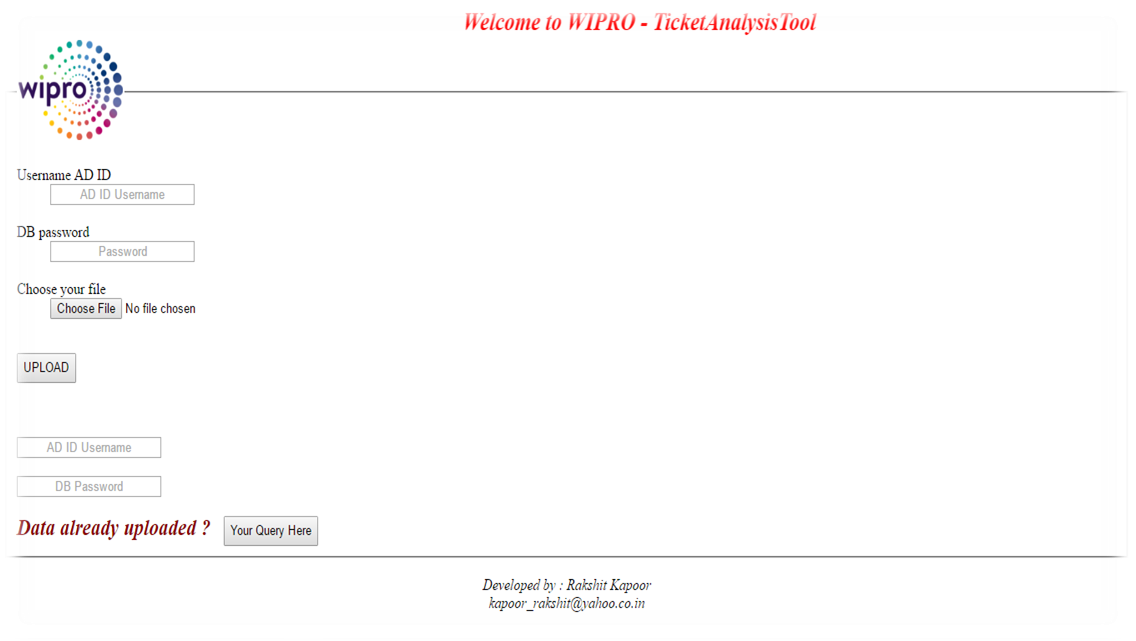 Welcome to WIPRO - TicketAnalysisTool
wipro
Username AD ID
AD ID Username
DB password
Password
Choose your file
Choose File No file chosen
UPLOAD
AD ID Username
DB Password
Data already uploaded ? Your Query Here
Developed by : Rakshit Kapoor
kapoor_rakshit@yahoo.co.in